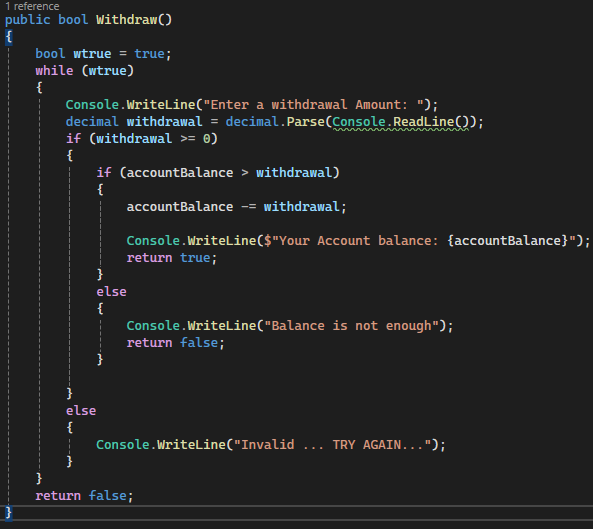 1 reference
public bool Withdraw()
{
bool wtrue = true;
while (wtrue)
{
Console.WriteLine("Enter a withdrawal Amount: ");
decimal withdrawal = decimal.Parse(Console.ReadLine());
if (withdrawal >= 0)
{
if (accountBalance > withdrawal)
{
accountBalance -= withdrawal;
Console.WriteLine($"Your Account balance: {accountBalance}");
return true;
}
else
{
Console.WriteLine("Balance is not enough");
return false;
}
}
else
{
Console.WriteLine("Invalid ... TRY AGAIN...");
}
}
return false;
}